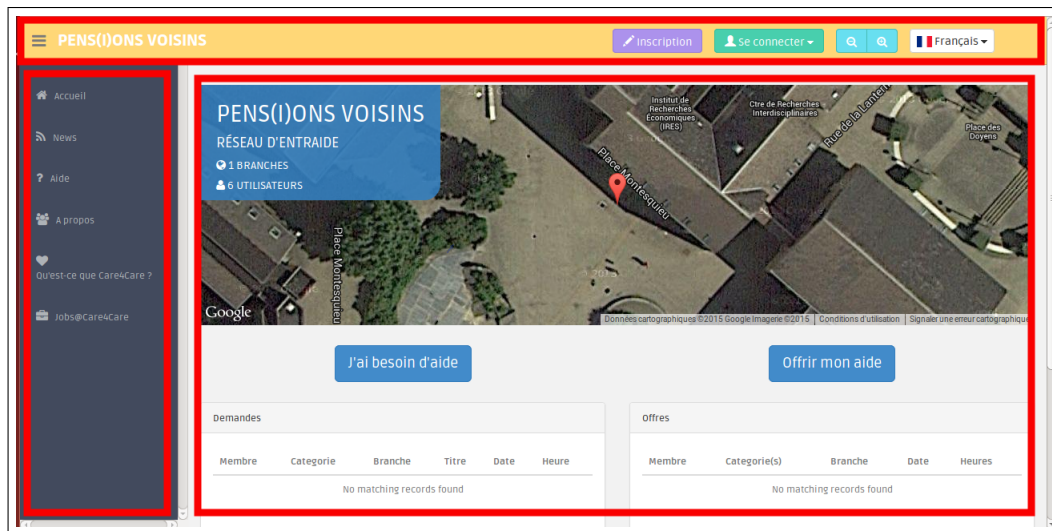 PENS(I)ONS VOISINS
Inscription
Se connecter
Français
Accueil
News
? Aide
A propos
Qu'est-ce que Care4Care ?
Jobs@Care4Care
PENS(I)ONS VOISINS
RÉSEAU D'ENTRAIDE
1 BRANCHES
6 UTILISATEURS
Institut de
Recherches
Économiques
(IRES)
Ctre de Recherches
Interdisciplinaires
Rue de la Lanterne
Place des
Doyens
Place Montesquieu
Place Montesquieu
Google
Données cartographiques ©2015 Google Imagerie ©2015
Conditions d'utilisation
Signaler une erreur cartographique
J'ai besoin d'aide
Offrir mon aide
Demandes
Membre Categorie Branche Titre Date Heure
No matching records found
Offres
Membre Categorie(s) Branche Date Heures
No matching records found